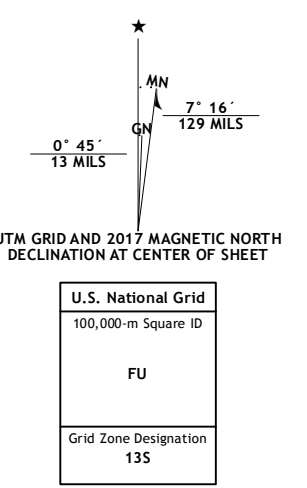 ★
MN
GN
7° 16´
129 MILS
0° 45´
13 MILS
UTM GRID AND 2017 MAGNETIC NORTH
DECLINATION AT CENTER OF SHEET
U.S. National Grid
100,000-m Square ID
FU
Grid Zone Designation
13S